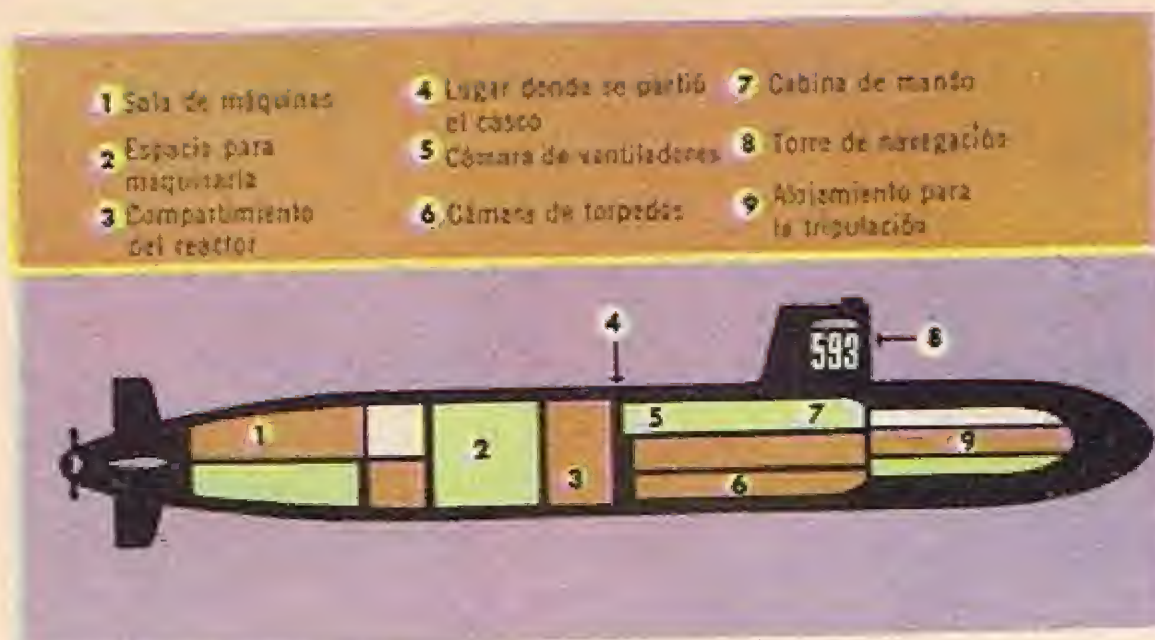 1 Sala de máquinas
2 Espacio para
maquinaria
3 Compartimiento
del reactor
4 Lugar donde se partió
el casco
5 Cámara de ventiladores
6 Cámara de torpedos
7 Cabina de mando
8 Torre de navegación
9 Alojamiento para
la tripulación
4
593
8
5
7
1
2
9
3
6